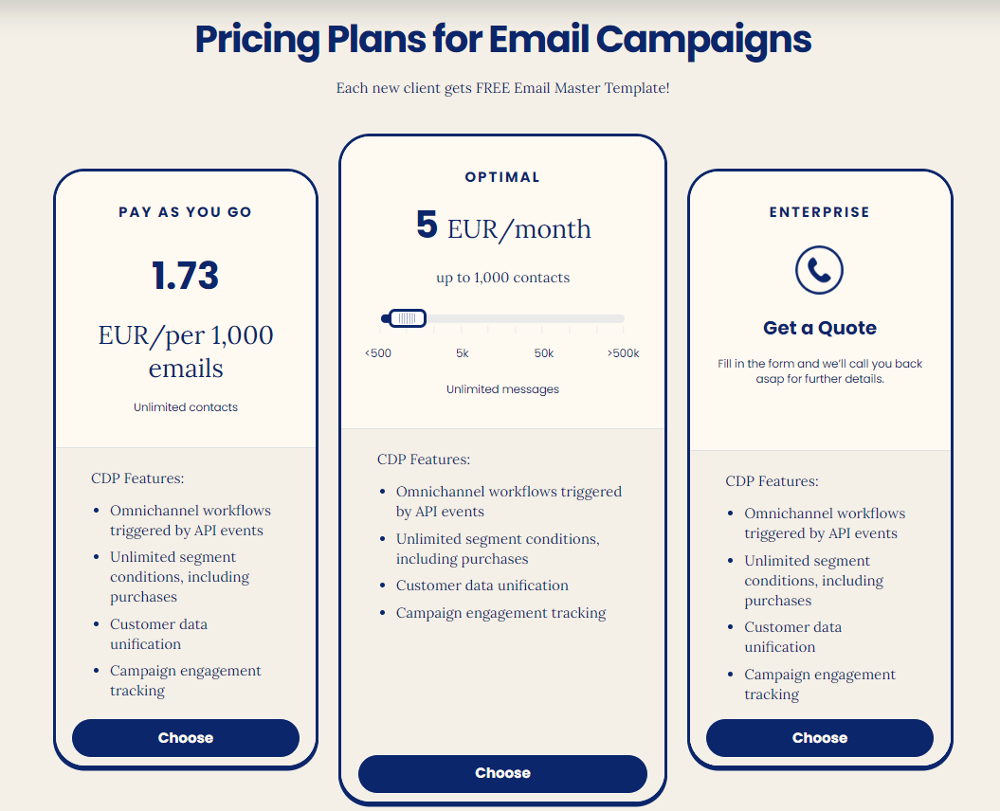 Pricing Plans for Email Campaigns
Each new client gets FREE Email Master Template!
PAY AS YOU GO
1.73
EUR/per 1,000
emails
Unlimited contacts
CDP Features:
• Omnichannel workflows
triggered by API events
• Unlimited segment
conditions, including
purchases
• Customer data
unification
• Campaign engagement
tracking
Choose
OPTIMAL
5 EUR/month
up to 1,000 contacts
<500 5k 50k >500k
Unlimited messages
CDP Features:
• Omnichannel workflows triggered
by API events
• Unlimited segment conditions,
including purchases
• Customer data unification
• Campaign engagement tracking
Choose
ENTERPRISE
Get a Quote
Fill in the form and we’ll call you back
asap for further details.
CDP Features:
• Omnichannel workflows
triggered by API events
• Unlimited segment
conditions, including
purchases
• Customer data
unification
• Campaign engagement
tracking
Choose